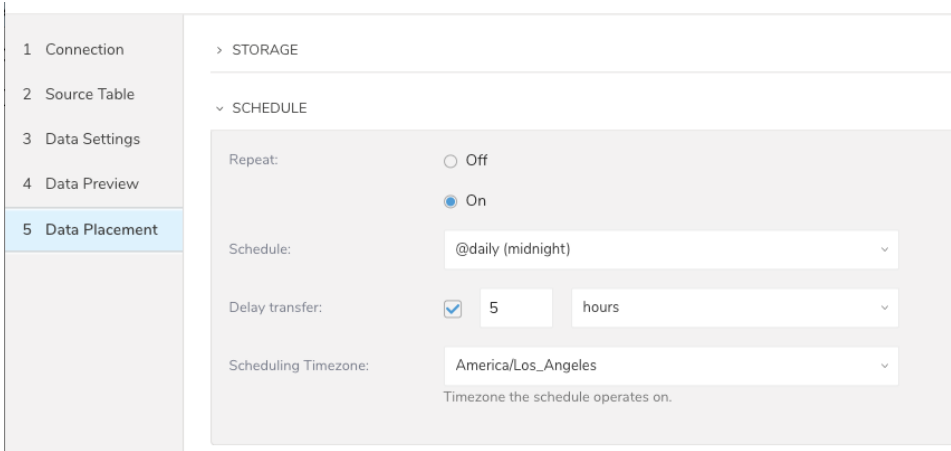 1 Connection
2 Source Table
3 Data Settings
4 Data Preview
5 Data Placement
STORAGE
SCHEDULE
Repeat: Off
On
Schedule: @daily (midnight)
Delay transfer: 5 hours
Scheduling Timezone: America/Los_Angeles
Timezone the schedule operates on.